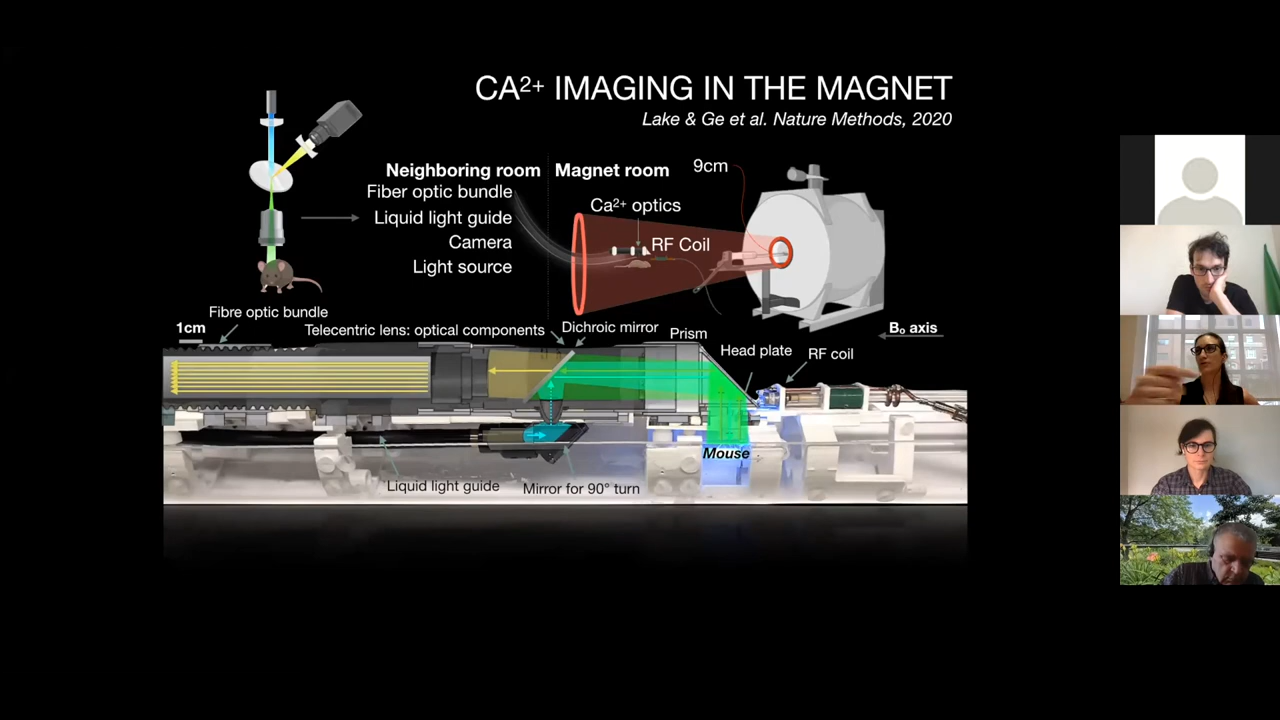 CA²⁺ IMAGING IN THE MAGNET
Lake & Ge et al. Nature Methods, 2020
Neighboring room
Fiber optic bundle
Liquid light guide
Camera
Light source
Magnet room
9cm
Ca²⁺ optics
RF Coil
B₀ axis
Fibre optic bundle
1cm
Telecentric lens: optical components
Dichroic mirror
Prism
Head plate
RF coil
Mouse
Liquid light guide
Mirror for 90° turn